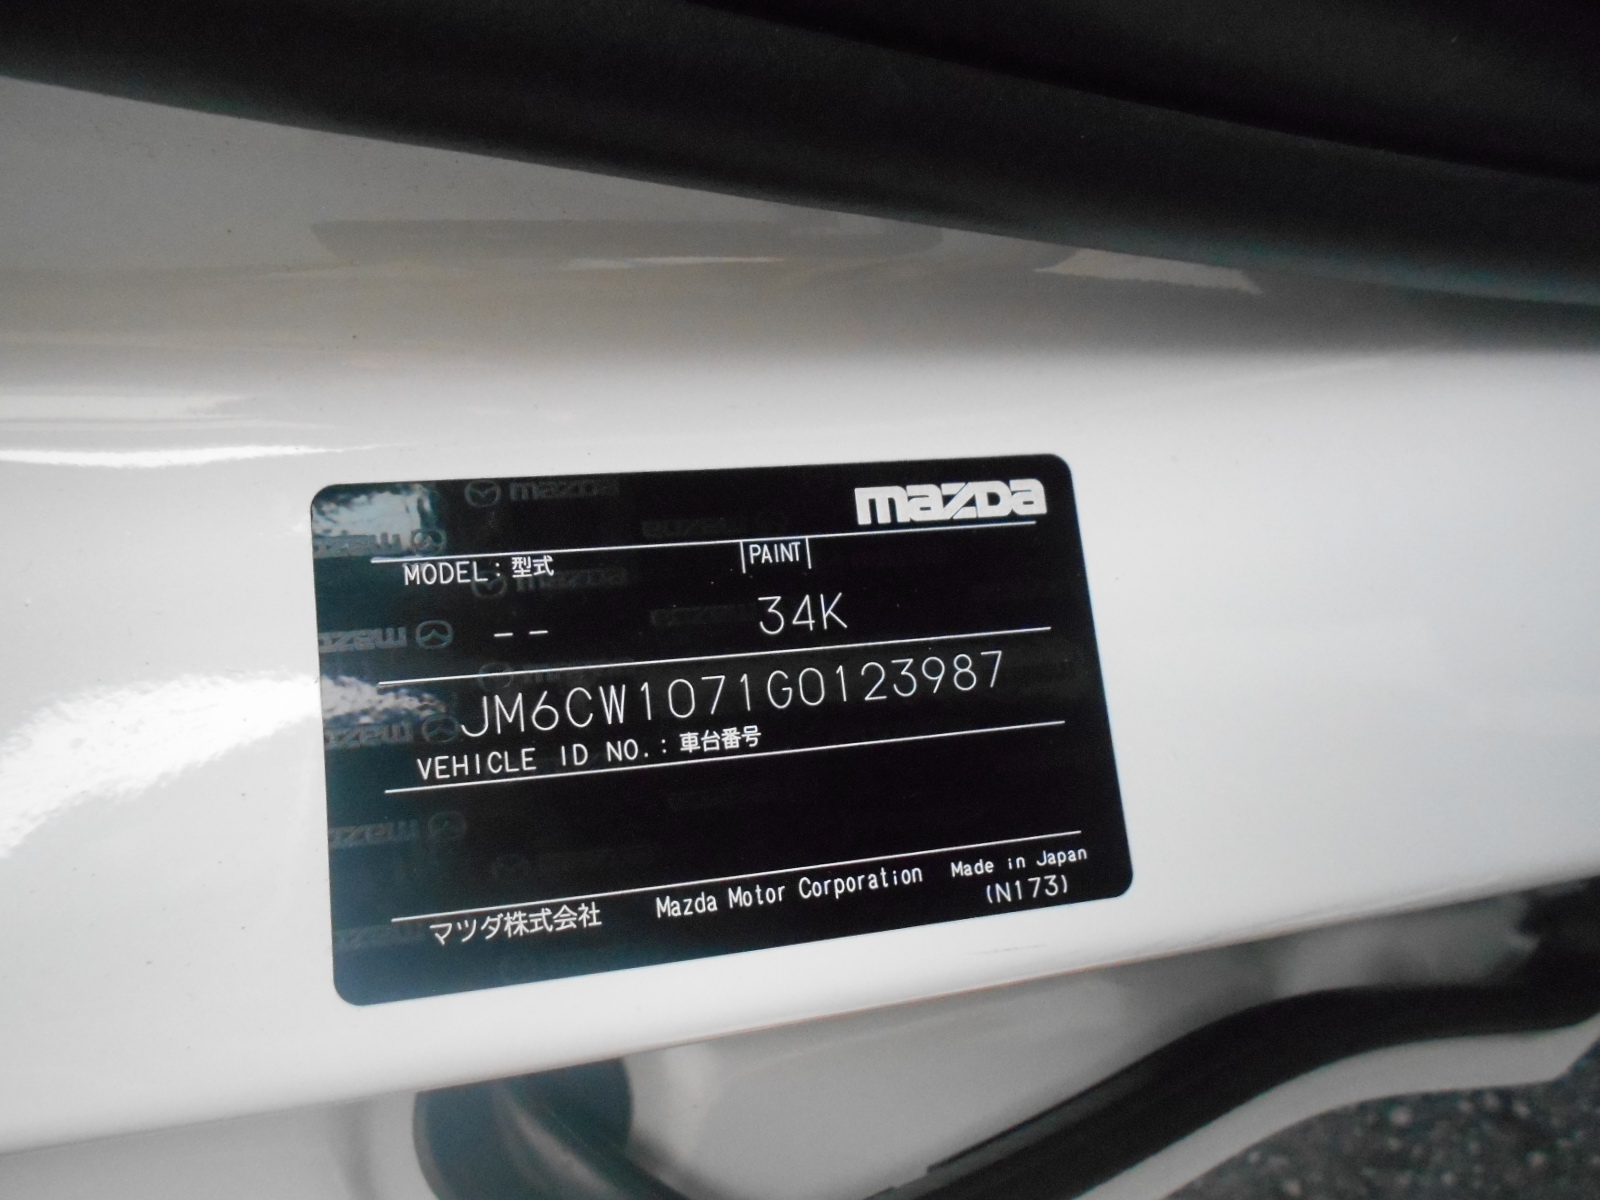 mazda
MODEL：型式
PAINT
-- 34K
JM6CW1071G0123987
VEHICLE ID NO.：車台番号
マツダ株式会社 Mazda Motor Corporation Made in Japan
(N173)